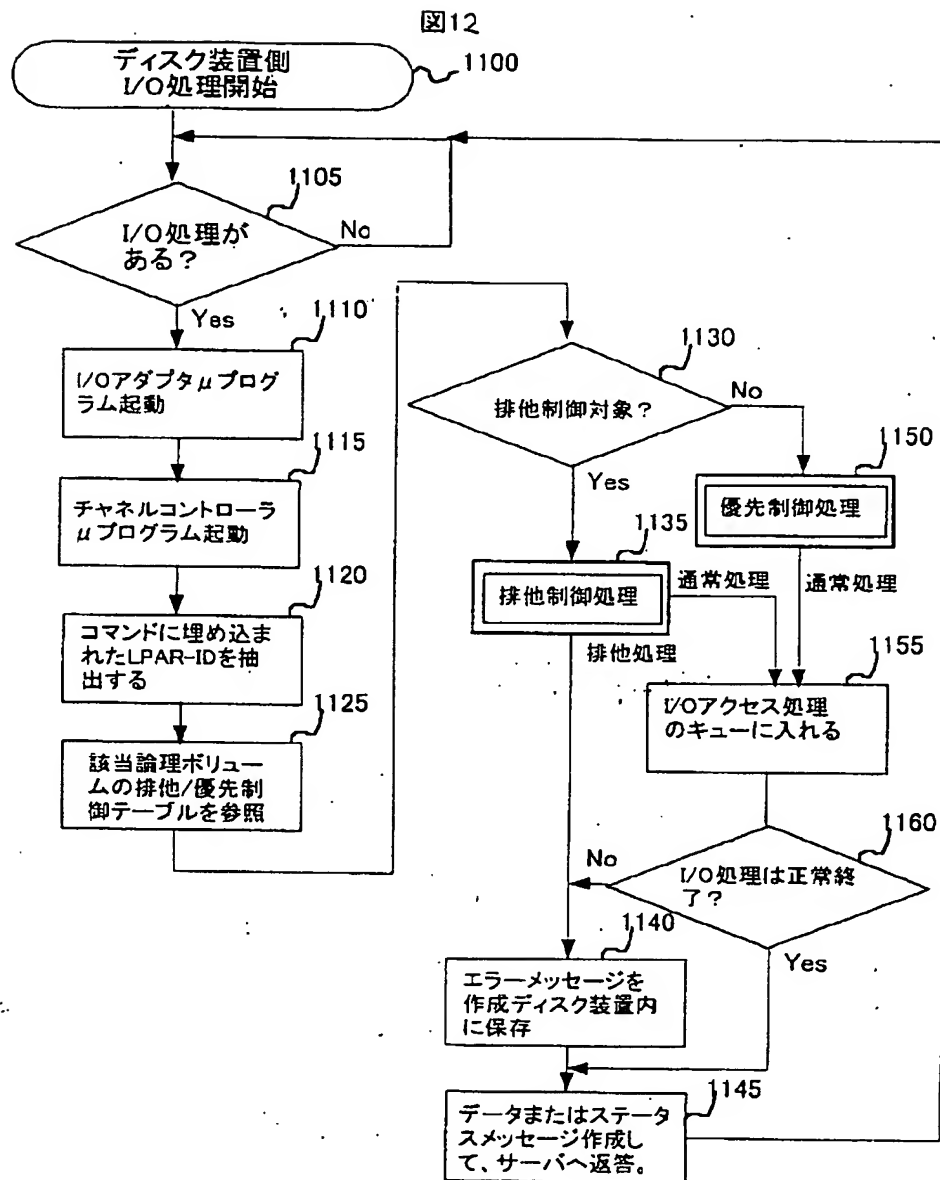 図12
ディスク装置側
I/O処理開始
1100
1105
I/O処理が
ある？
No
Yes
1110
I/Oアダプタμプログ
ラム起動
1115
チャネルコントローラ
μプログラム起動
1120
コマンドに埋め込ま
れたLPAR-IDを抽
出する
1125
該当論理ボリュー
ムの排他/優先制
御テーブルを参照
1130
排他制御対象？
No
Yes
1150
優先制御処理
1135
排他制御処理
通常処理
通常処理
排他処理
1155
I/Oアクセス処理
のキューに入れる
1160
I/O処理は正常終
了？
No
Yes
1140
エラーメッセージを
作成ディスク装置内
に保存
1145
データまたはステータ
スメッセージ作成し
て、サーバへ返答。